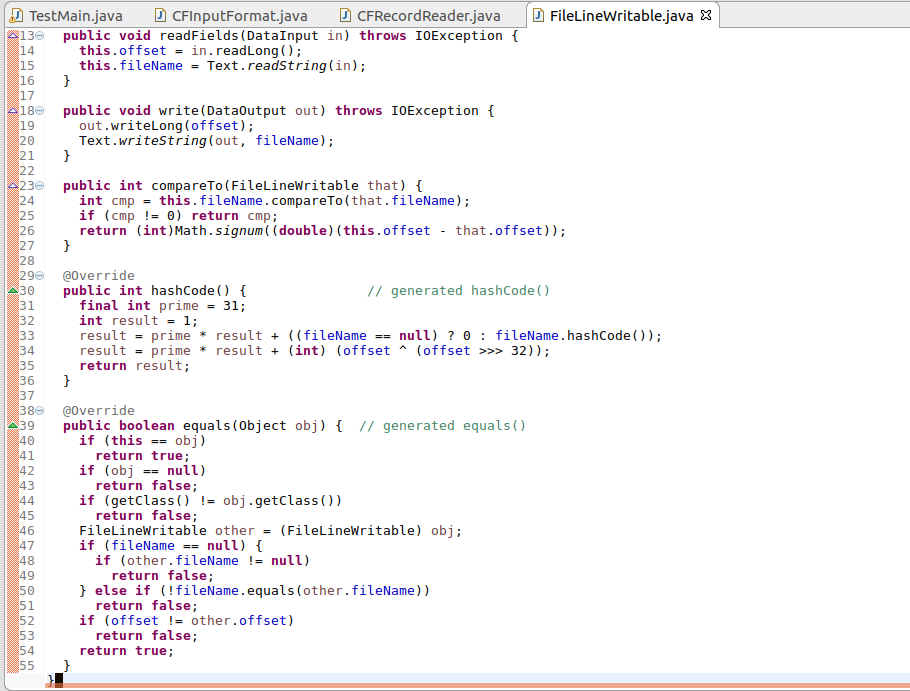 TestMain.java CFInputFormat.java CFRecordReader.java FileLineWritable.java
13 public void readFields(DataInput in) throws IOException {
14 this.offset = in.readLong();
15 this.fileName = Text.readString(in);
16 }
17
18 public void write(DataOutput out) throws IOException {
19 out.writeLong(offset);
20 Text.writeString(out, fileName);
21 }
22
23 public int compareTo(FileLineWritable that) {
24 int cmp = this.fileName.compareTo(that.fileName);
25 if (cmp != 0) return cmp;
26 return (int)Math.signum((double)(this.offset - that.offset));
27 }
28
29 @Override
30 public int hashCode() { // generated hashCode()
31 final int prime = 31;
32 int result = 1;
33 result = prime * result + ((fileName == null) ? 0 : fileName.hashCode());
34 result = prime * result + (int) (offset ^ (offset >>> 32));
35 return result;
36 }
37
38 @Override
39 public boolean equals(Object obj) { // generated equals()
40 if (this == obj)
41 return true;
42 if (obj == null)
43 return false;
44 if (getClass() != obj.getClass())
45 return false;
46 FileLineWritable other = (FileLineWritable) obj;
47 if (fileName == null) {
48 if (other.fileName != null)
49 return false;
50 } else if (!fileName.equals(other.fileName))
51 return false;
52 if (offset != other.offset)
53 return false;
54 return true;
55 }
}